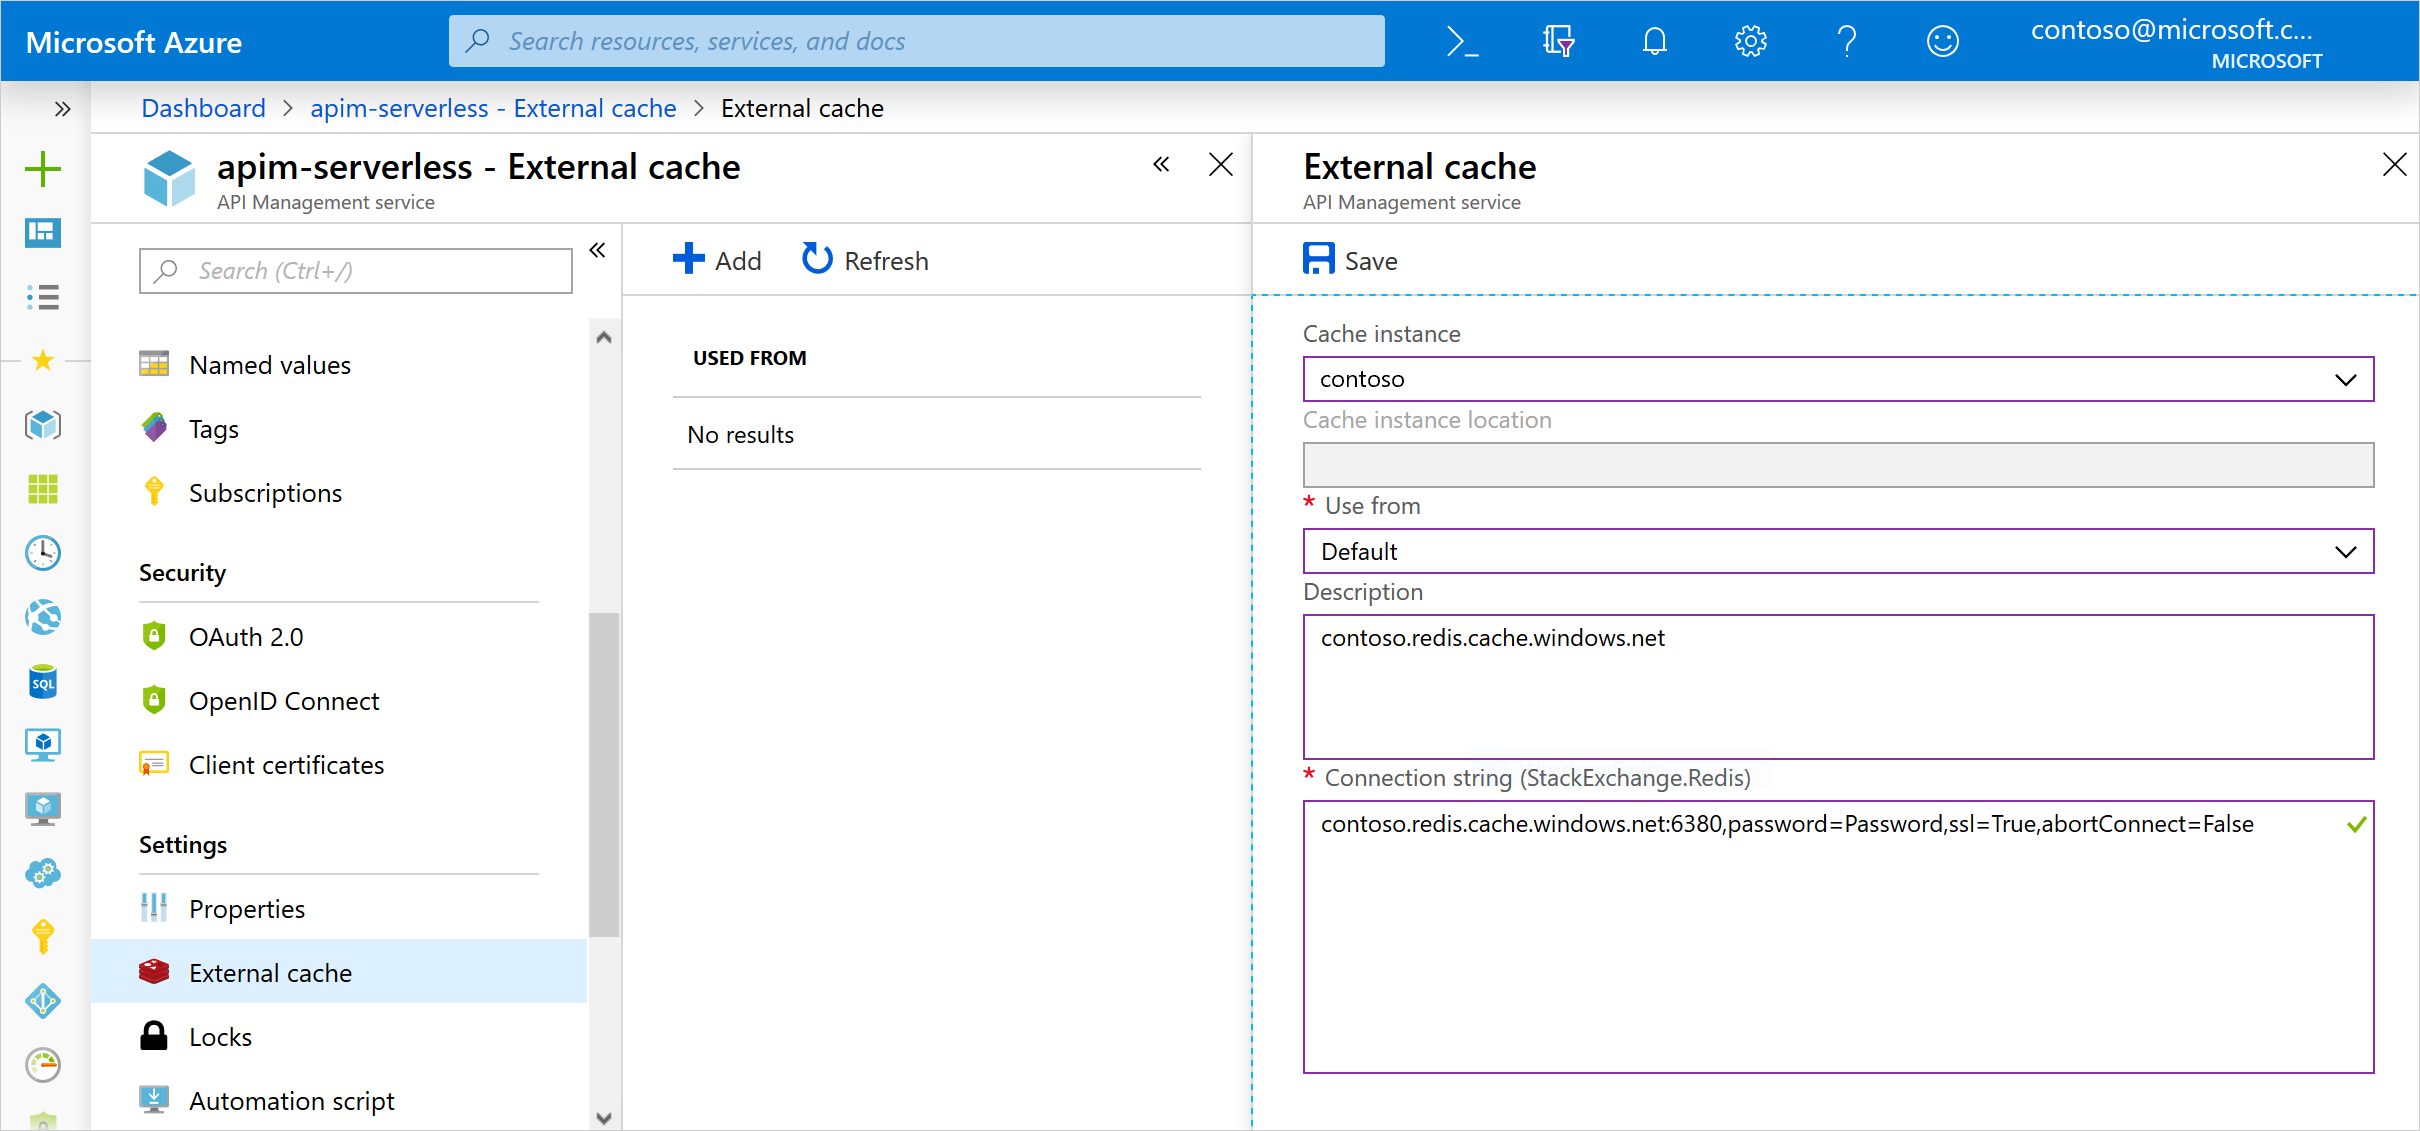 Microsoft Azure
Search resources, services, and docs
contoso@microsoft.c...
MICROSOFT
Dashboard > apim-serverless - External cache > External cache
apim-serverless - External cache
API Management service
Search (Ctrl+/)
Named values
Tags
Subscriptions
Security
OAuth 2.0
OpenID Connect
Client certificates
Settings
Properties
External cache
Locks
Automation script
SQL
Add
Refresh
USED FROM
No results
External cache
API Management service
Save
Cache instance
contoso
Cache instance location
* Use from
Default
Description
contoso.redis.cache.windows.net
* Connection string (StackExchange.Redis)
contoso.redis.cache.windows.net:6380,password=Password,ssl=True,abortConnect=False